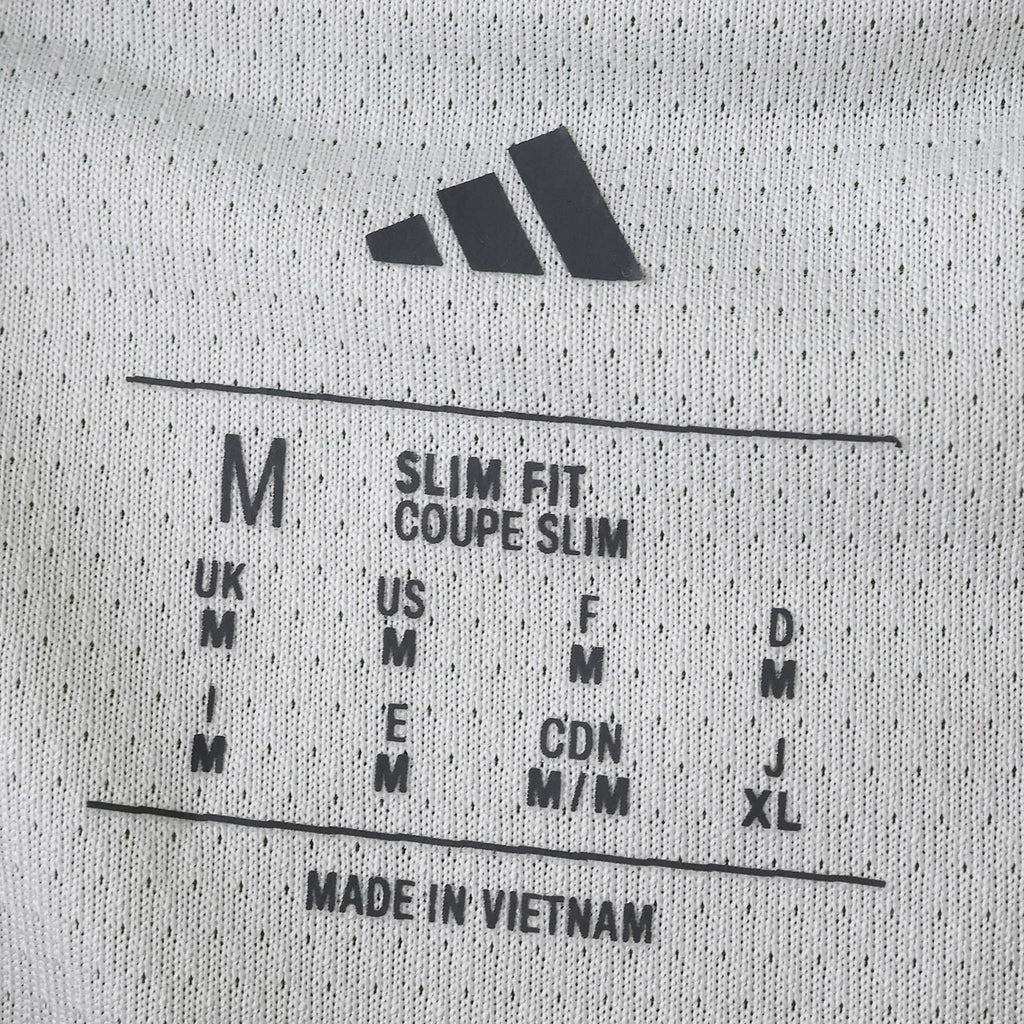 M
SLIM FIT
COUPE SLIM
UK US F D
M M M M
I E CDN J
M M M/M XL
MADE IN VIETNAM